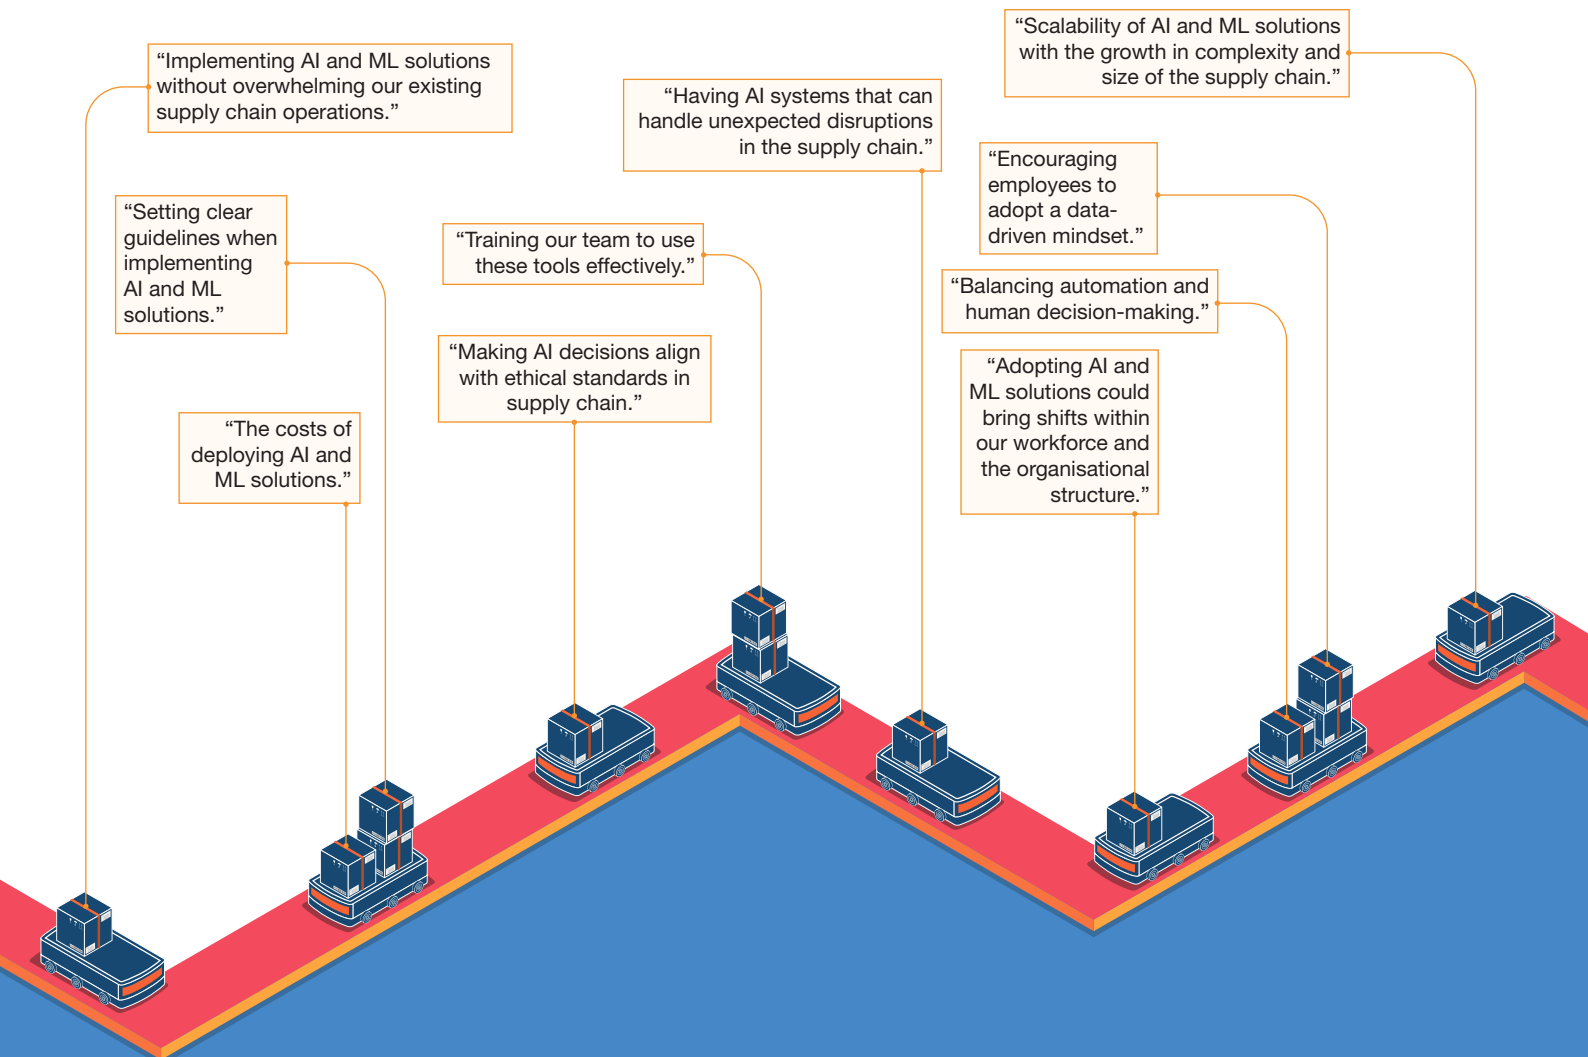 “Implementing AI and ML solutions
without overwhelming our existing
supply chain operations.”
“Setting clear
guidelines when
implementing
AI and ML
solutions.”
“The costs of
deploying AI and
ML solutions.”
“Training our team to use
these tools effectively.”
“Making AI decisions align
with ethical standards in
supply chain.”
“Having AI systems that can
handle unexpected disruptions
in the supply chain.”
“Scalability of AI and ML solutions
with the growth in complexity and
size of the supply chain.”
“Encouraging
employees to
adopt a data-
driven mindset.”
“Balancing automation and
human decision-making.”
“Adopting AI and
ML solutions could
bring shifts within
our workforce and
the organisational
structure.”